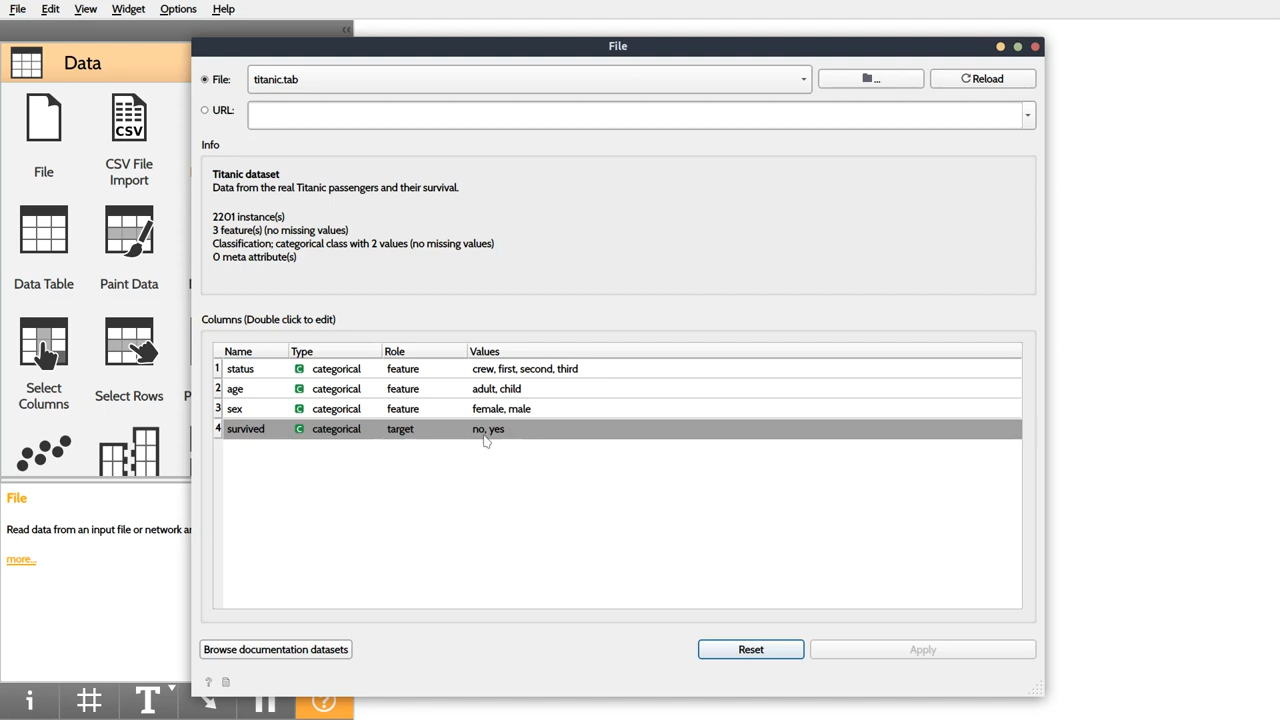 File Edit View Widget Options Help
File
Data
File: titanic.tab ... Reload
URL:
Info
Titanic dataset
Data from the real Titanic passengers and their survival.
2201 instance(s)
3 feature(s) (no missing values)
Classification; categorical class with 2 values (no missing values)
0 meta attribute(s)
CSV
File
CSV File
Import
Data Table
Paint Data
Select
Columns
Select Rows
Columns (Double click to edit)
Name Type Role Values
1 status C categorical feature crew, first, second, third
2 age C categorical feature adult, child
3 sex C categorical feature female, male
4 survived C categorical target no, yes
File
Read data from an input file or network
more...
Browse documentation datasets Reset Apply
? 
i # T ?